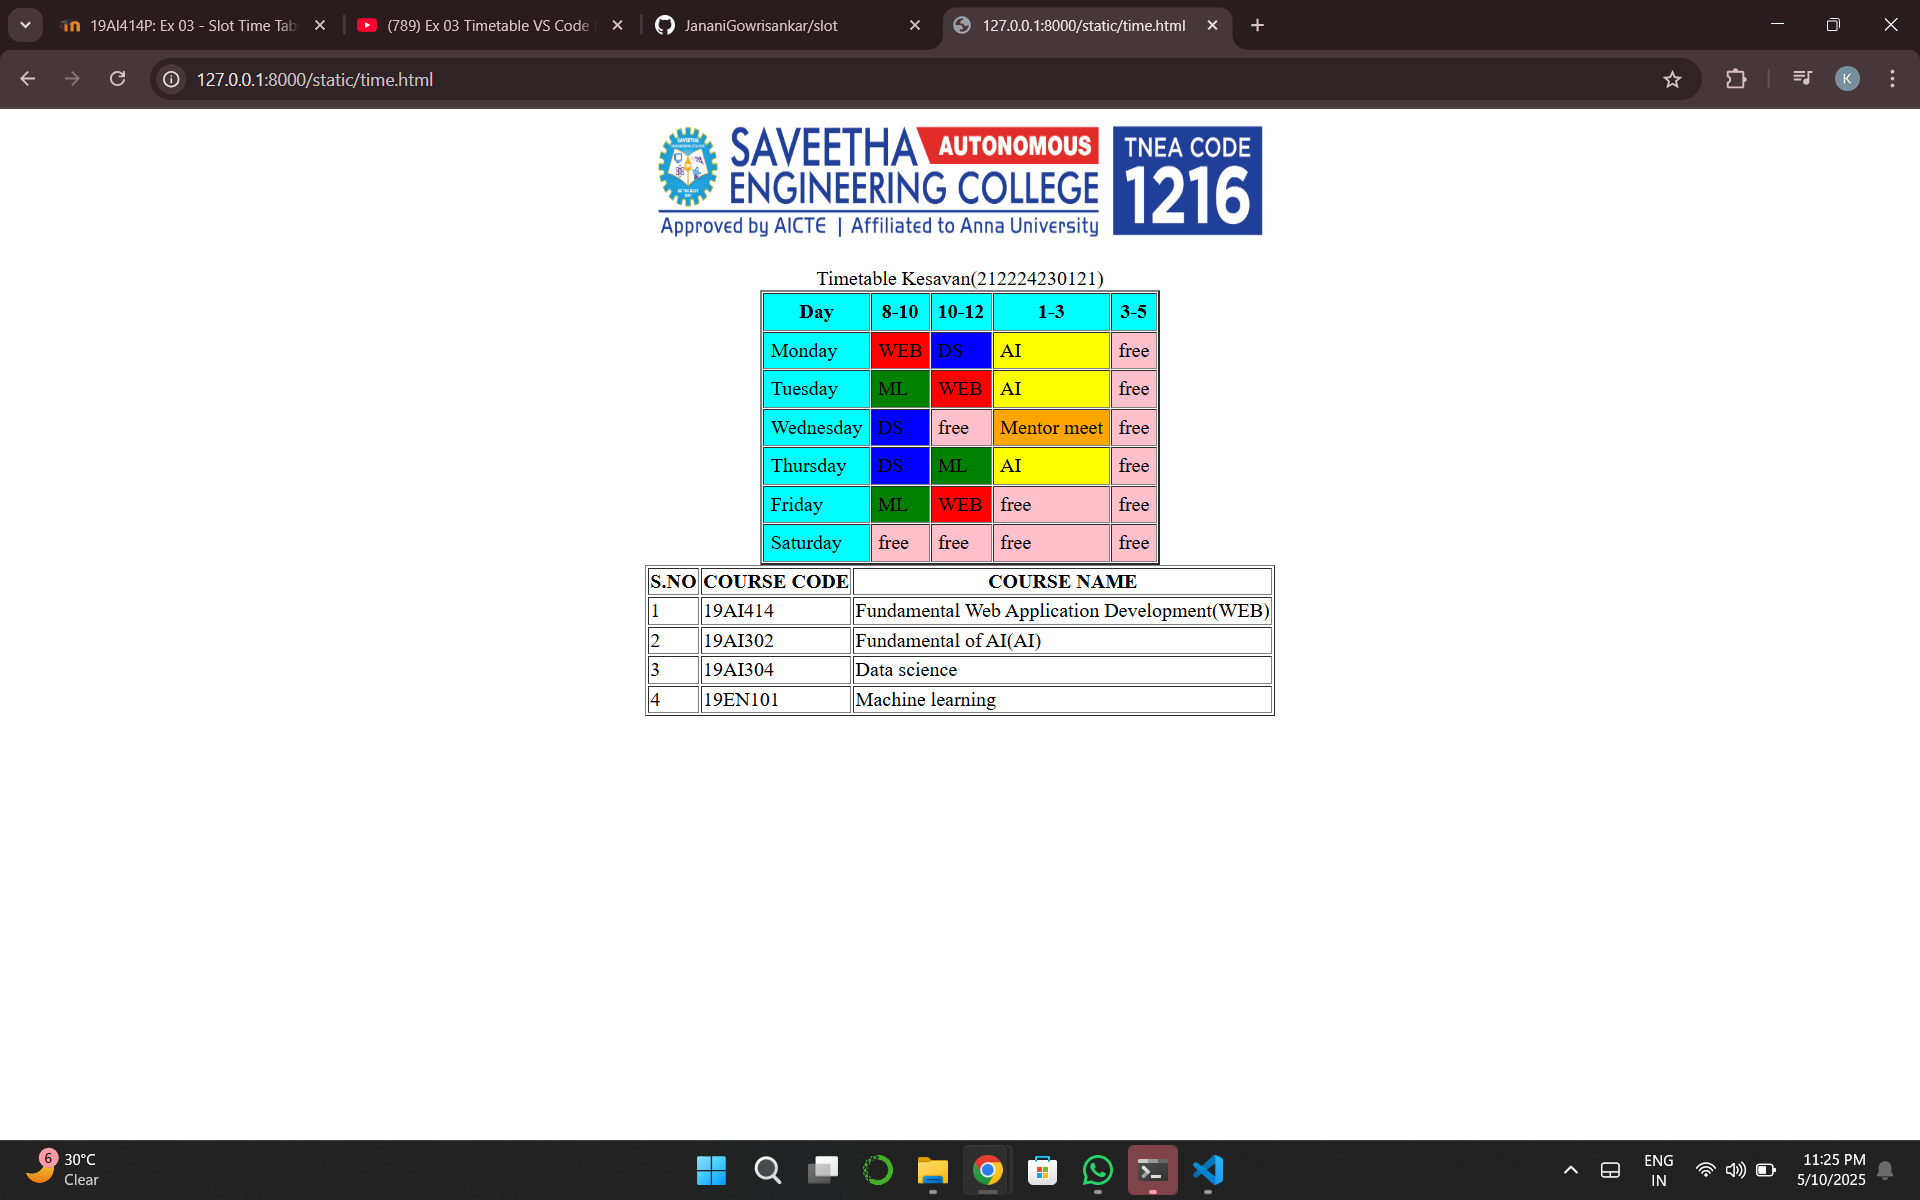 19AI414P: Ex 03 - Slot Time Tab
(789) Ex 03 Timetable VS Code
JananiGowrisankar/slot
127.0.0.1:8000/static/time.html
127.0.0.1:8000/static/time.html
K
SAVEETHA AUTONOMOUS
ENGINEERING COLLEGE
Approved by AICTE | Affiliated to Anna University
TNEA CODE
1216
Timetable Kesavan(212224230121)
Day 8-10 10-12 1-3 3-5
Monday WEB DS AI free
Tuesday ML WEB AI free
Wednesday DS free Mentor meet free
Thursday DS ML AI free
Friday ML WEB free free
Saturday free free free free
S.NO COURSE CODE COURSE NAME
1 19AI414 Fundamental Web Application Development(WEB)
2 19AI302 Fundamental of AI(AI)
3 19AI304 Data science
4 19EN101 Machine learning
6
30°C
Clear
ENG
IN
11:25 PM
5/10/2025